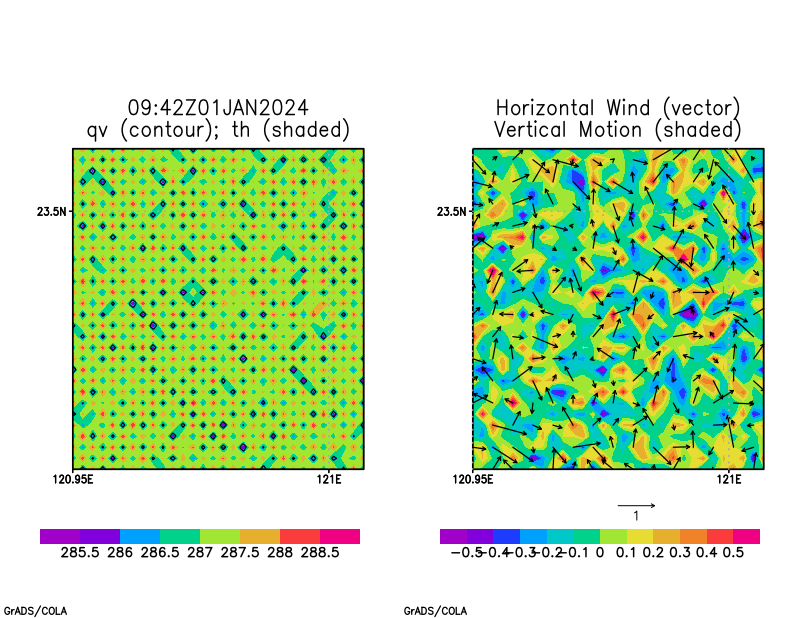 09:42Z01JAN2024
qv (contour); th (shaded)
23.5N
120.95E 121E
285.5 286 286.5 287 287.5 288 288.5
GrADS/COLA
Horizontal Wind (vector)
Vertical Motion (shaded)
23.5N
120.95E 121E
1
-0.5 -0.4 -0.3 -0.2 -0.1 0 0.1 0.2 0.3 0.4 0.5
GrADS/COLA